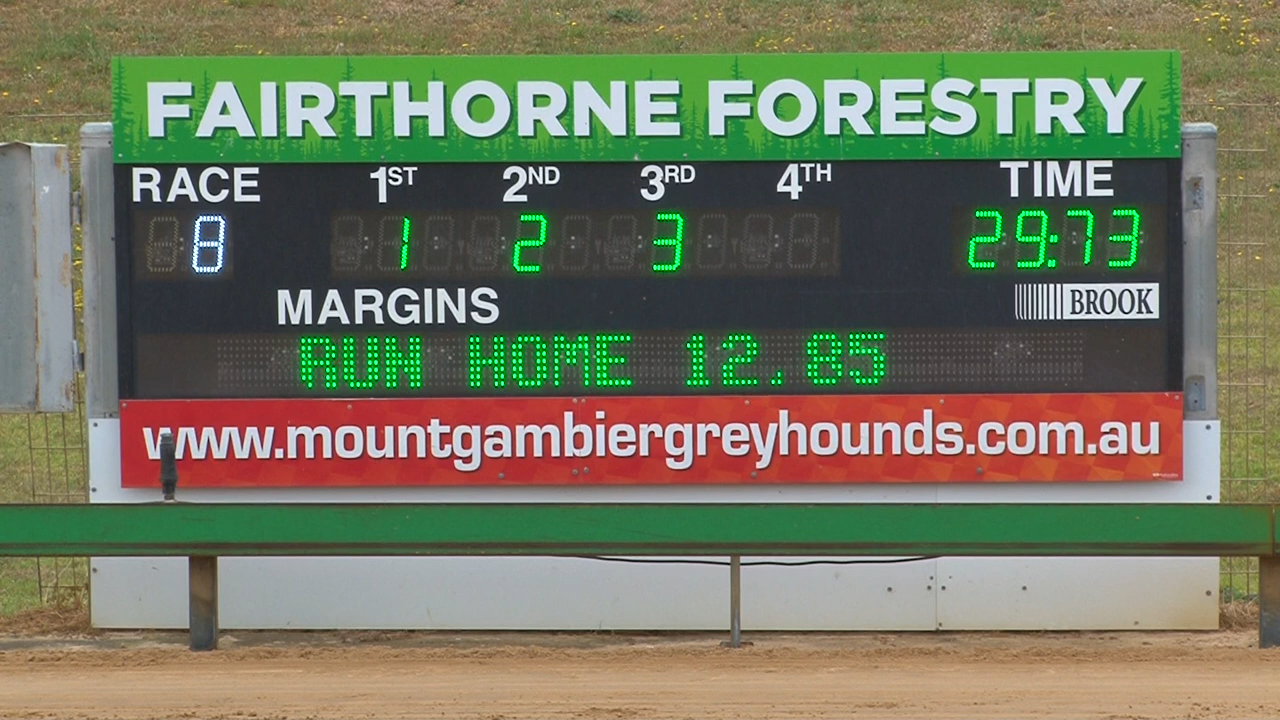 FAIRTHORNE FORESTRY
RACE 1ST 2ND 3RD 4TH TIME
8 1 2 3 29:73
MARGINS
BROOK
RUN HOME 12.85
www.mountgambiergreyhounds.com.au